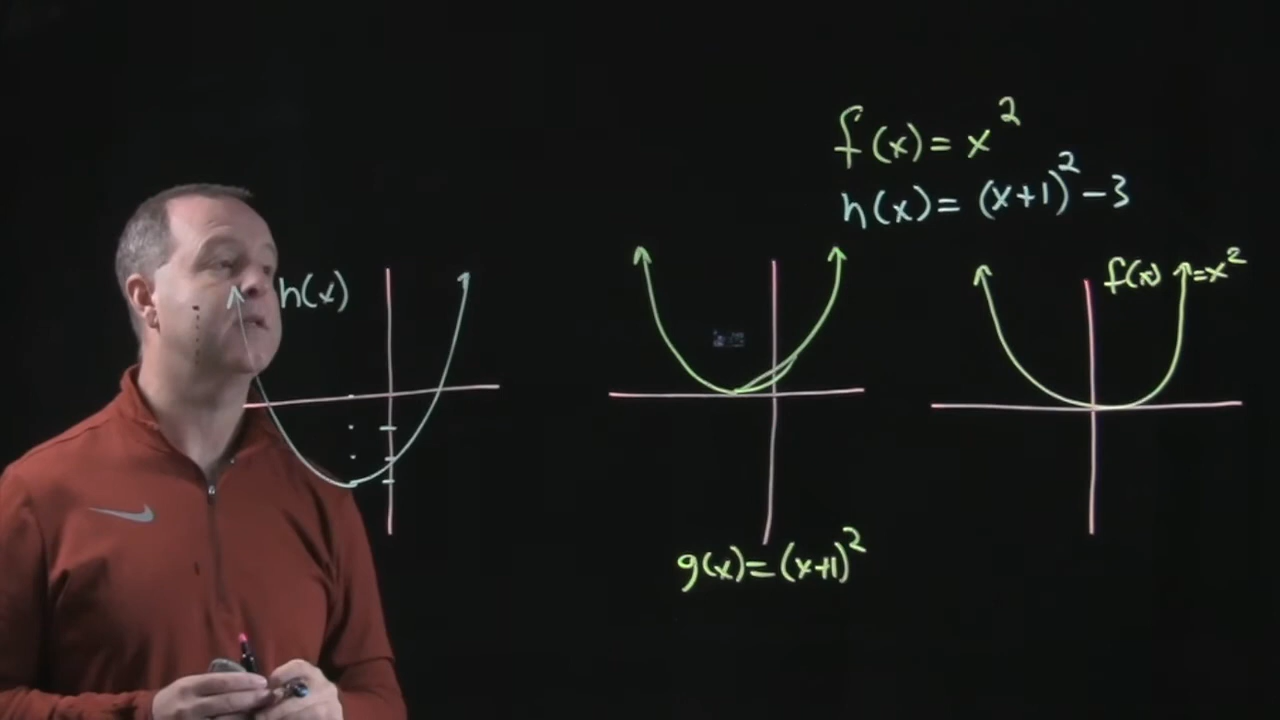 f(x) = x²
h(x) = (x+1)² - 3
h(x)
f(x) = x²
g(x) = (x+1)²